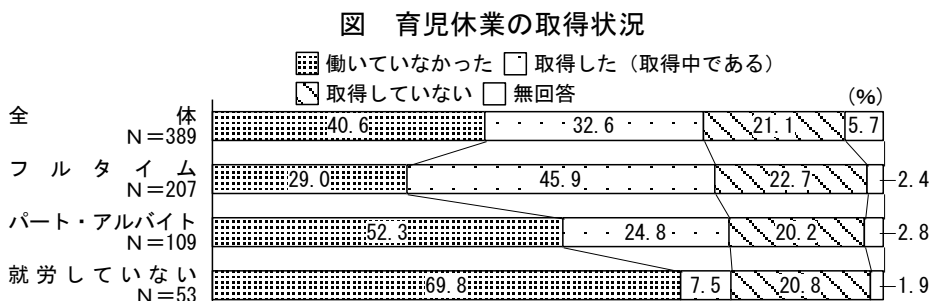 図　育児休業の取得状況
働いていなかった　取得した（取得中である）
取得していない　無回答
(%)
全体
N＝389
40.6　32.6　21.1　5.7
フルタイム
N＝207
29.0　45.9　22.7　2.4
パート・アルバイト
N＝109
52.3　24.8　20.2　2.8
就労していない
N＝53
69.8　7.5　20.8　1.9